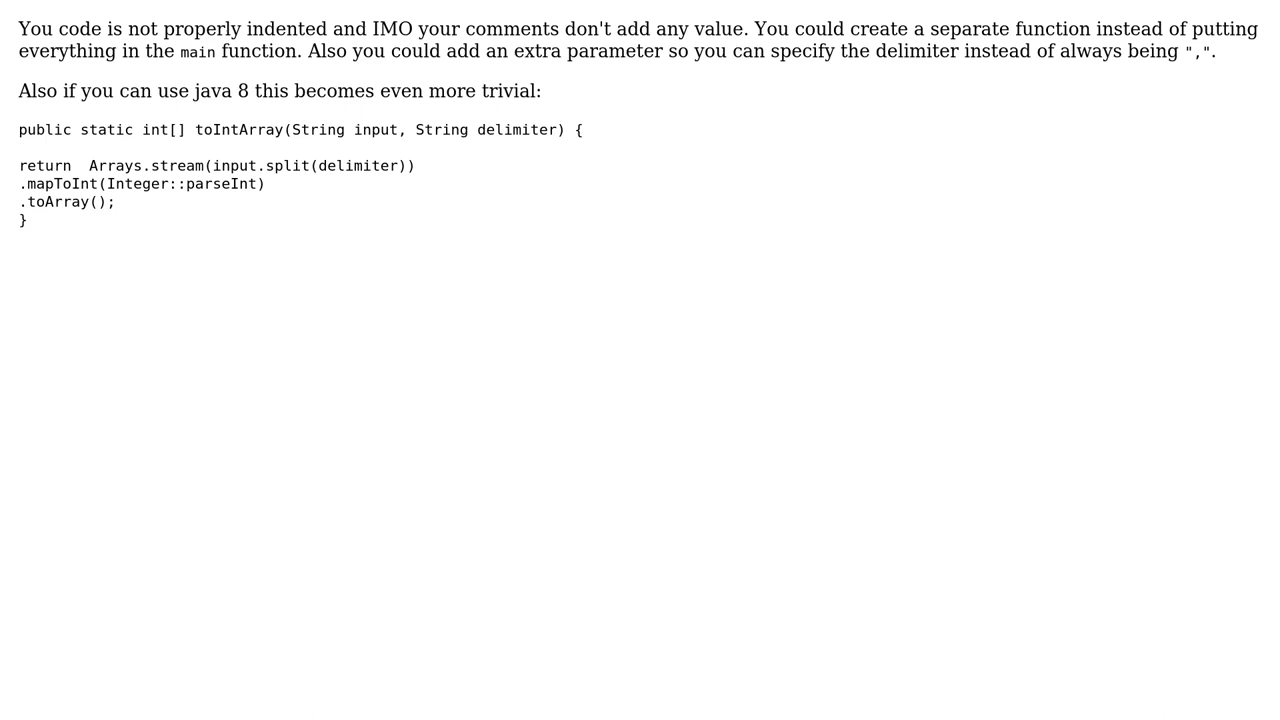 You code is not properly indented and IMO your comments don't add any value. You could create a separate function instead of putting
everything in the main function. Also you could add an extra parameter so you can specify the delimiter instead of always being ",".
Also if you can use java 8 this becomes even more trivial:
public static int[] toIntArray(String input, String delimiter) {
return  Arrays.stream(input.split(delimiter))
.mapToInt(Integer::parseInt)
.toArray();
}